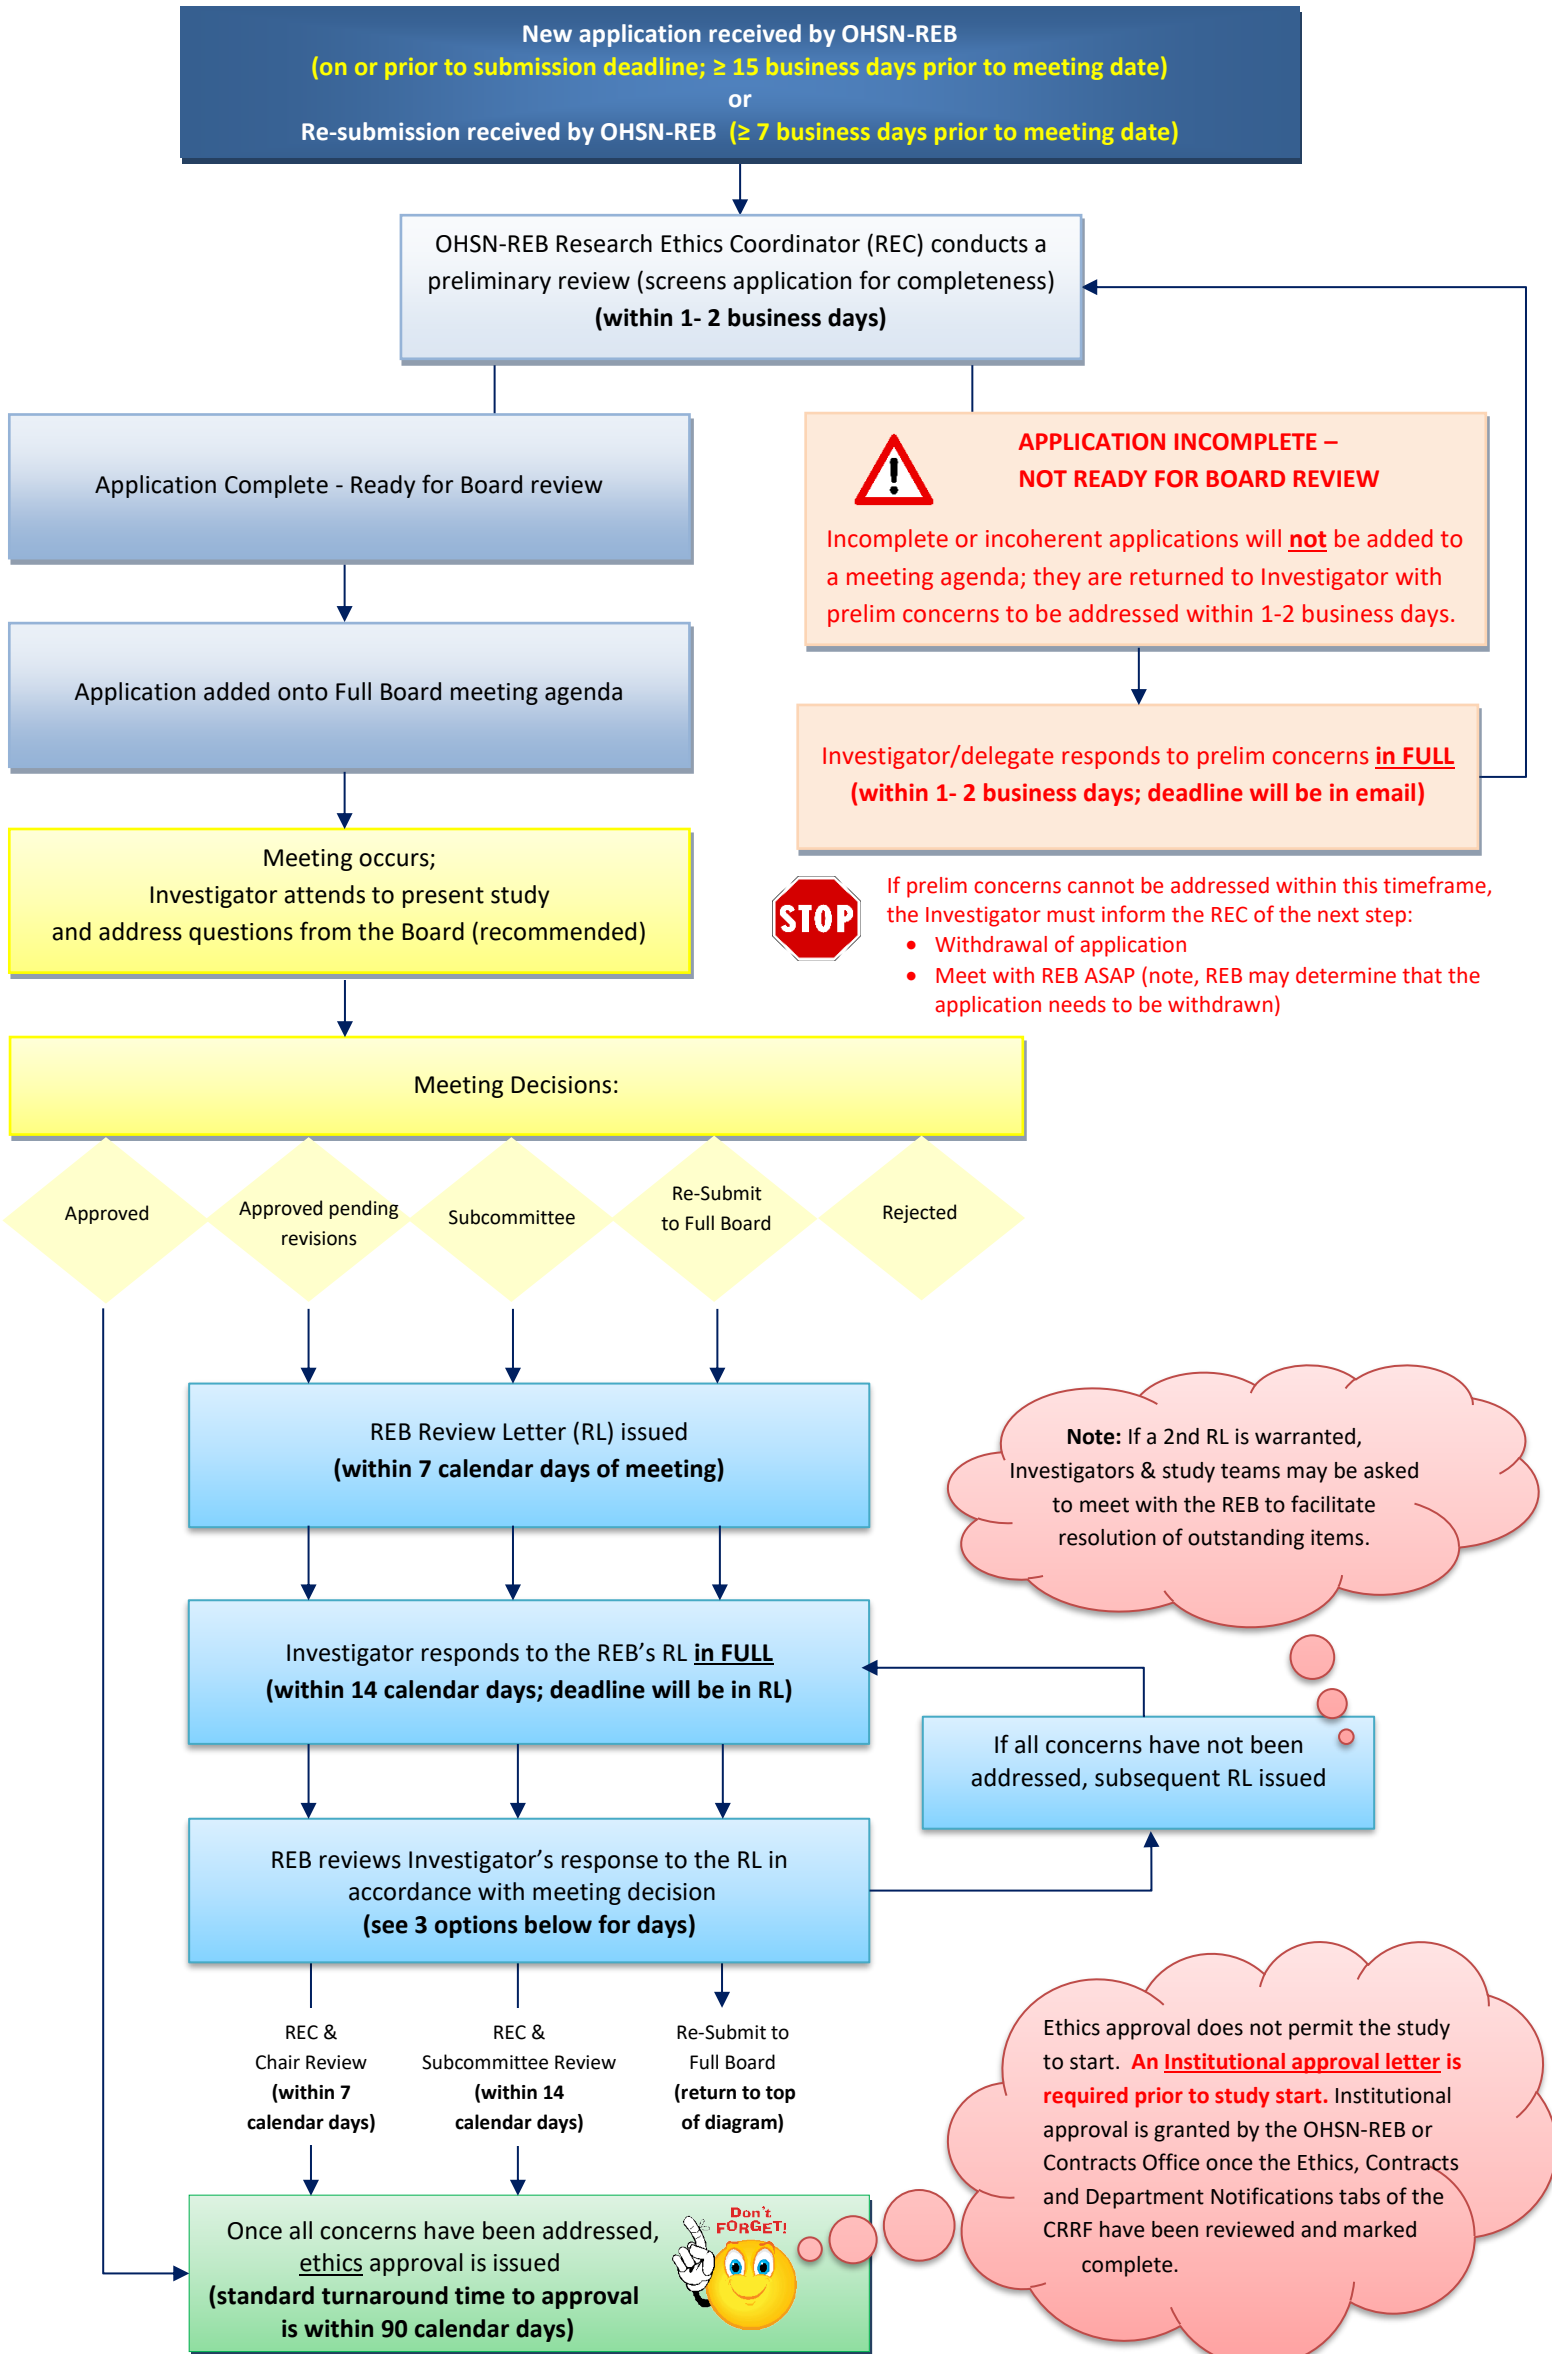 New application received by OHSN-REB
(on or prior to submission deadline; ≥ 15 business days prior to meeting date)
or
Re-submission received by OHSN-REB (≥ 7 business days prior to meeting date)
OHSN-REB Research Ethics Coordinator (REC) conducts a
preliminary review (screens application for completeness)
(within 1- 2 business days)
Application Complete - Ready for Board review
APPLICATION INCOMPLETE –
NOT READY FOR BOARD REVIEW
Incomplete or incoherent applications will not be added to
a meeting agenda; they are returned to Investigator with
prelim concerns to be addressed within 1-2 business days.
Application added onto Full Board meeting agenda
Investigator/delegate responds to prelim concerns in FULL
(within 1- 2 business days; deadline will be in email)
Meeting occurs;
Investigator attends to present study
and address questions from the Board (recommended)
STOP
If prelim concerns cannot be addressed within this timeframe,
the Investigator must inform the REC of the next step:
• Withdrawal of application
• Meet with REB ASAP (note, REB may determine that the
application needs to be withdrawn)
Meeting Decisions:
Approved
Approved pending
revisions
Subcommittee
Re-Submit
to Full Board
Rejected
REB Review Letter (RL) issued
(within 7 calendar days of meeting)
Note: If a 2nd RL is warranted,
Investigators & study teams may be asked
to meet with the REB to facilitate
resolution of outstanding items.
Investigator responds to the REB's RL in FULL
(within 14 calendar days; deadline will be in RL)
If all concerns have not been
addressed, subsequent RL issued
REB reviews Investigator's response to the RL in
accordance with meeting decision
(see 3 options below for days)
REC &
Chair Review
(within 7
calendar days)
REC &
Subcommittee Review
(within 14
calendar days)
Re-Submit to
Full Board
(return to top
of diagram)
Ethics approval does not permit the study
to start. An Institutional approval letter is
required prior to study start. Institutional
approval is granted by the OHSN-REB or
Contracts Office once the Ethics, Contracts
and Department Notifications tabs of the
CRRF have been reviewed and marked
complete.
Once all concerns have been addressed,
ethics approval is issued
(standard turnaround time to approval
is within 90 calendar days)
Don't
FORGET!